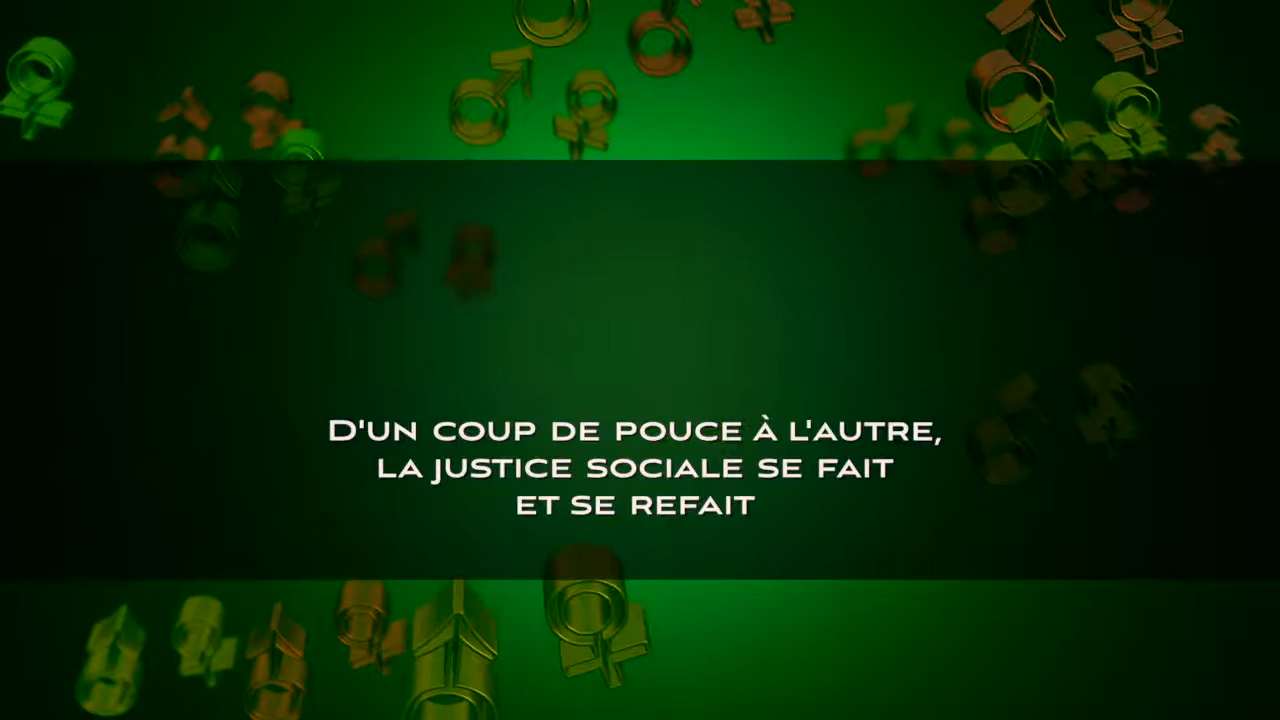 D'UN COUP DE POUCE À L'AUTRE,
LA JUSTICE SOCIALE SE FAIT
ET SE REFAIT